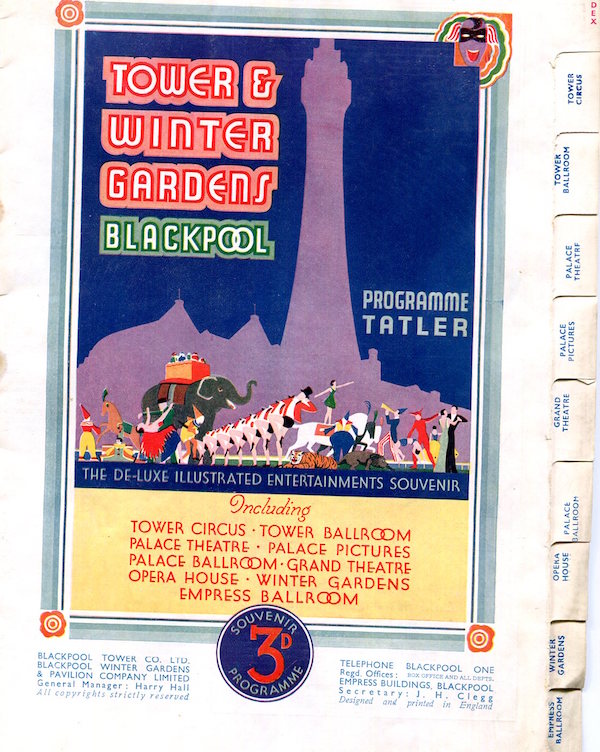 TOWER &
WINTER
GARDENS
BLACKPOOL
PROGRAMME
TATLER
THE DE-LUXE ILLUSTRATED ENTERTAINMENTS SOUVENIR
Including
TOWER CIRCUS · TOWER BALLROOM
PALACE THEATRE · PALACE PICTURES
PALACE BALLROOM · GRAND THEATRE
OPERA HOUSE · WINTER GARDENS
EMPRESS BALLROOM
SOUVENIR
3D
PROGRAMME
BLACKPOOL TOWER CO. LTD.
BLACKPOOL WINTER GARDENS
& PAVILION COMPANY LIMITED
General Manager: Harry Hall
All copyrights strictly reserved
TELEPHONE BLACKPOOL ONE
Regd. Offices: BOX OFFICE AND ALL DEPTS.
EMPRESS BUILDINGS, BLACKPOOL
Secretary: J. H. Clegg
Designed and printed in England
DEX
TOWER
CIRCUS
TOWER
BALLROOM
PALACE
THEATRE
PALACE
PICTURES
GRAND
THEATRE
PALACE
BALLROOM
OPERA
HOUSE
WINTER
GARDENS
EMPRESS
BALLROOM